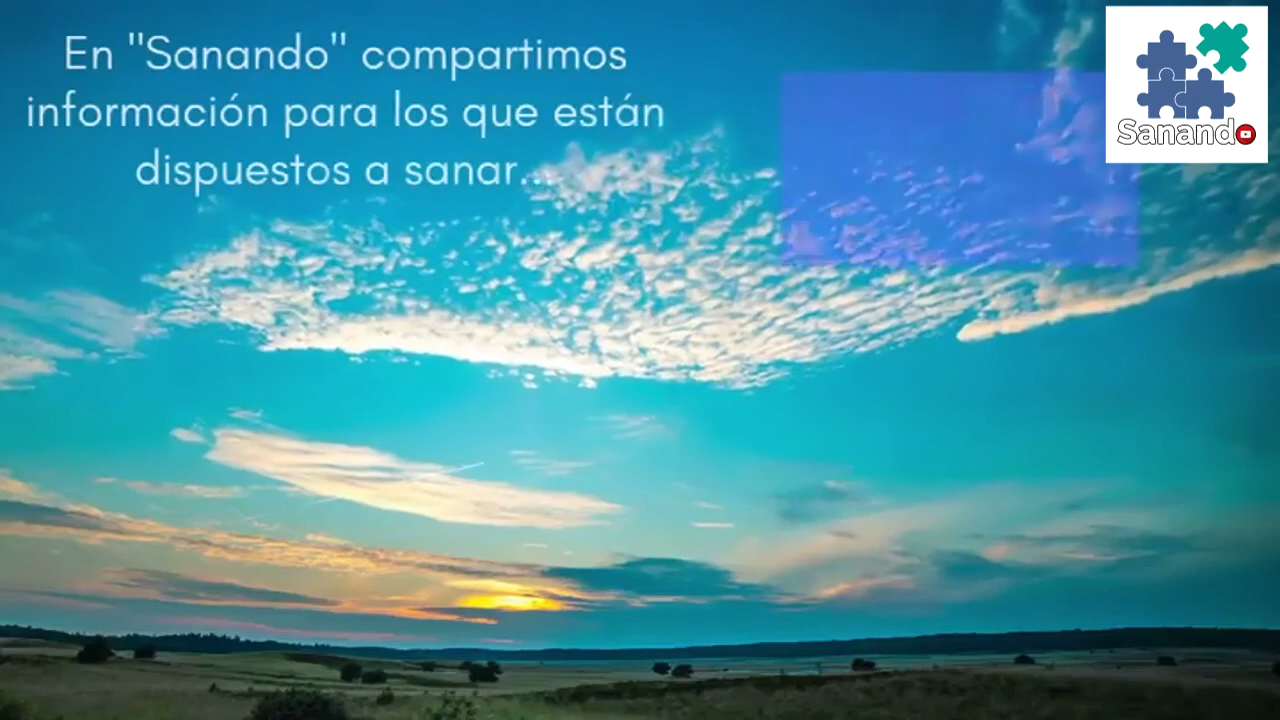 En "Sanando" compartimos
información para los que están
dispuestos a sanar...
Sanando